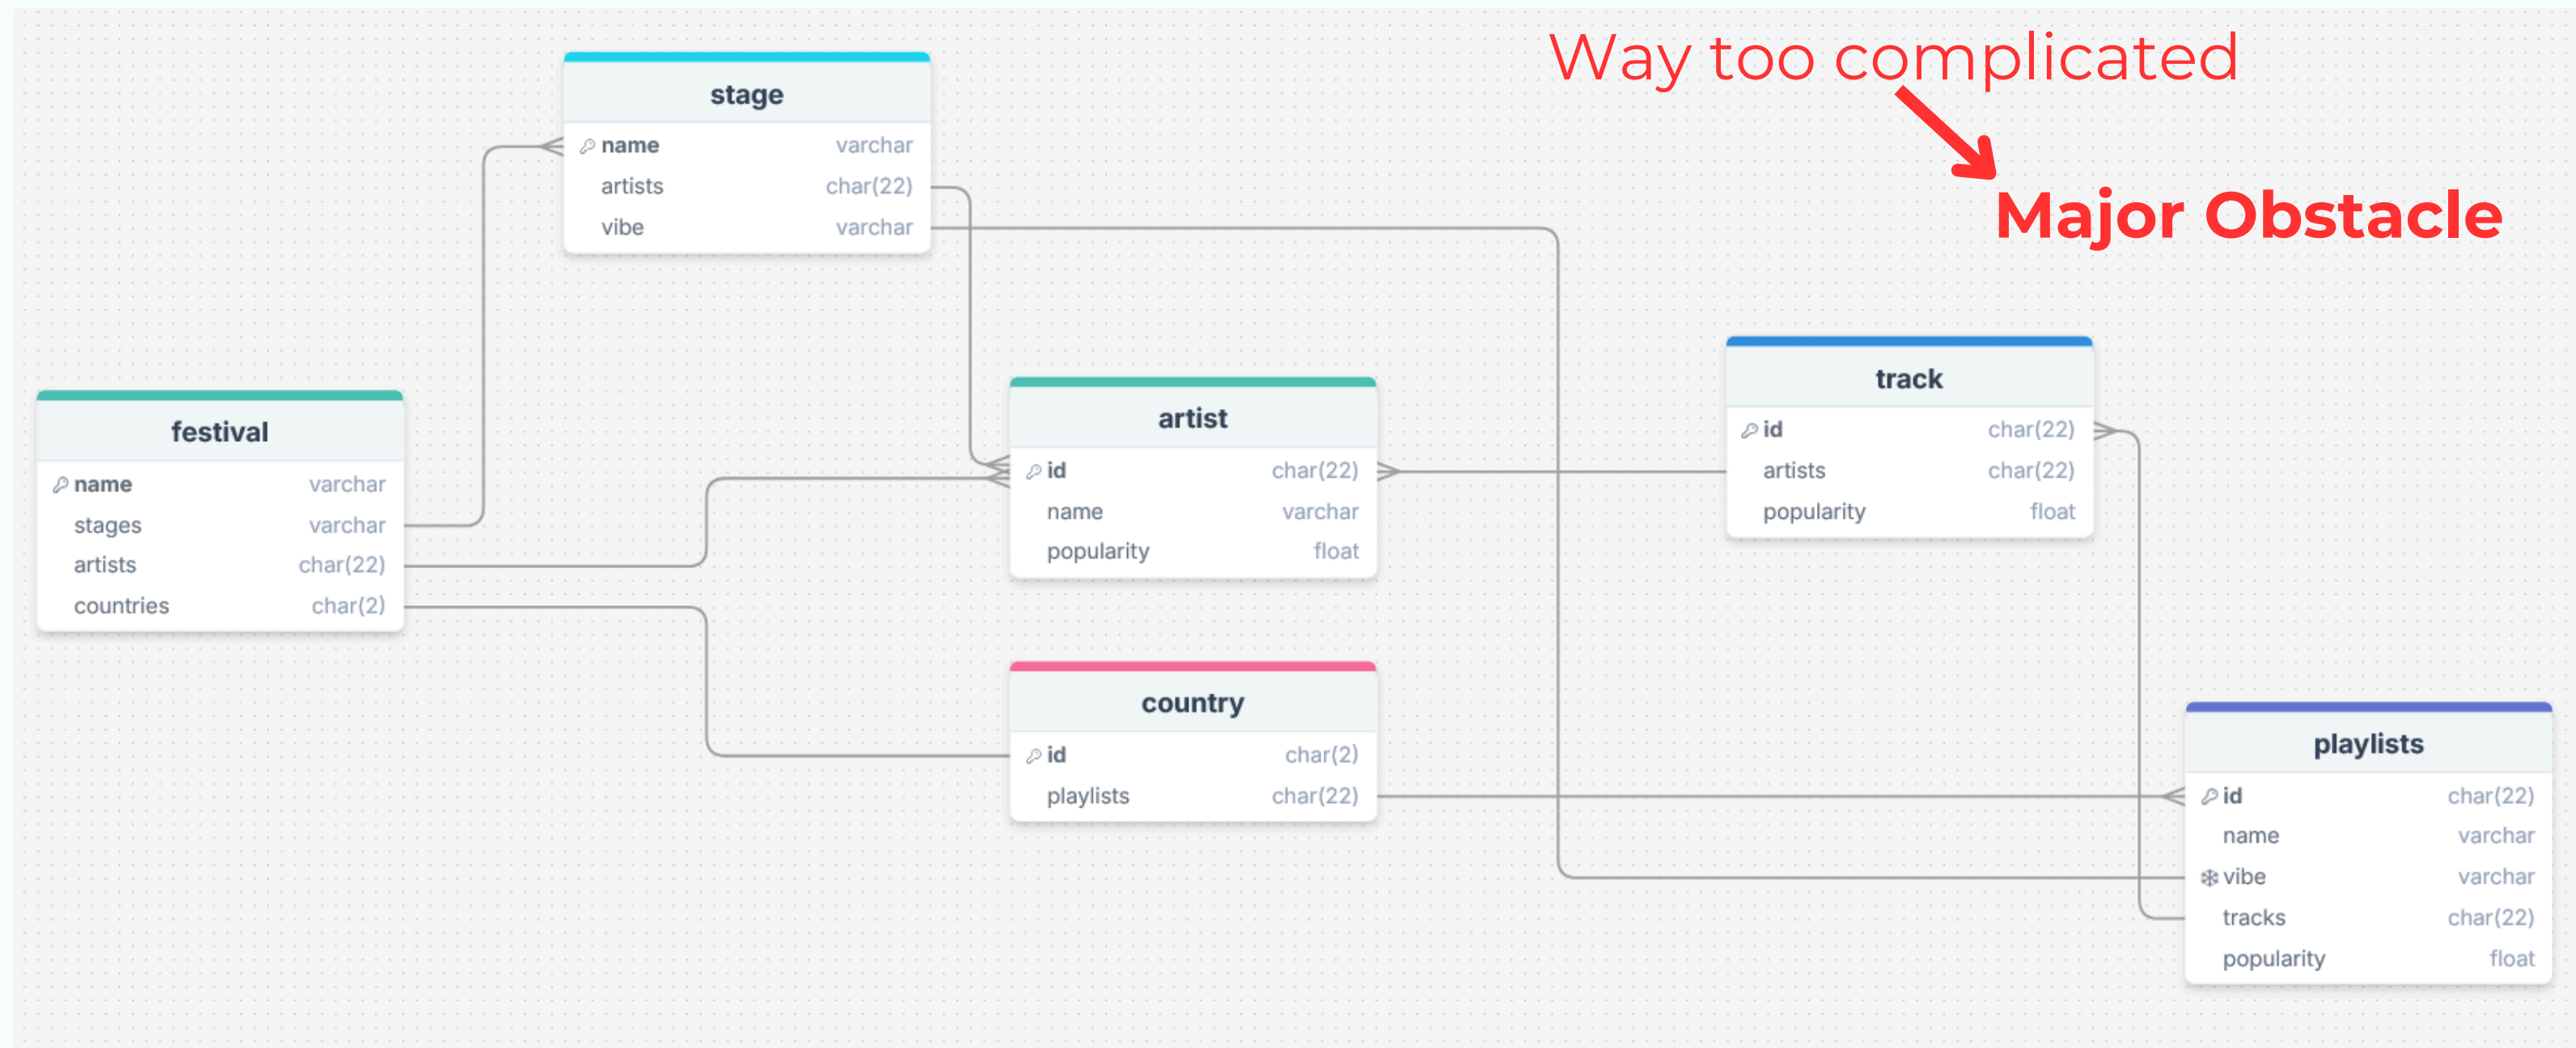 Way too complicated
Major Obstacle
stage
name varchar
artists char(22)
vibe varchar
festival
name varchar
stages varchar
artists char(22)
countries char(2)
artist
id char(22)
name varchar
popularity float
country
id char(2)
playlists char(22)
track
id char(22)
artists char(22)
popularity float
playlists
id char(22)
name varchar
vibe varchar
tracks char(22)
popularity float